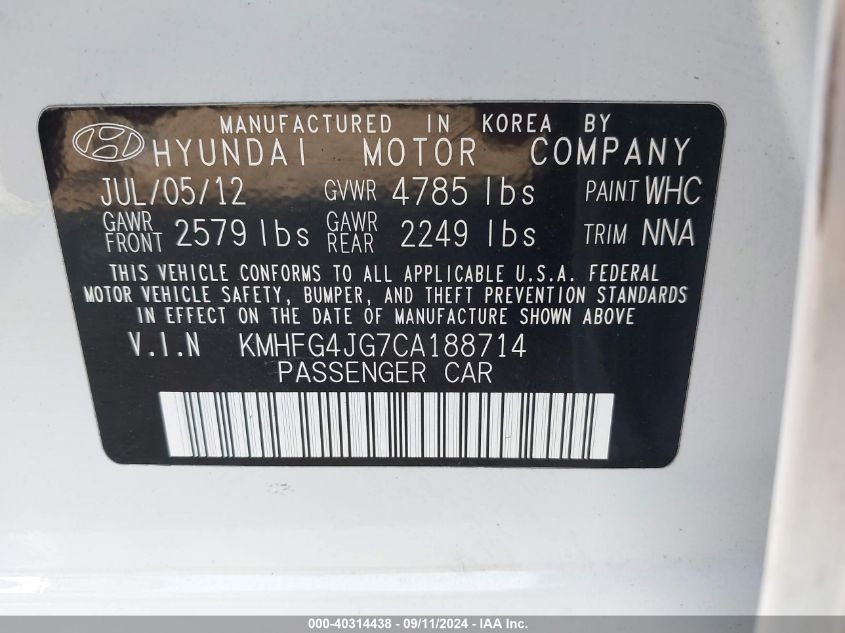 MANUFACTURED IN KOREA BY
HYUNDAI MOTOR COMPANY
JUL/05/12 GVWR 4785 lbs PAINT WHC
GAWR FRONT 2579 lbs GAWR REAR 2249 lbs TRIM NNA
THIS VEHICLE CONFORMS TO ALL APPLICABLE U.S.A. FEDERAL
MOTOR VEHICLE SAFETY, BUMPER, AND THEFT PREVENTION STANDARDS
IN EFFECT ON THE DATE OF MANUFACTURE SHOWN ABOVE
V.I.N KMHFG4JG7CA188714
PASSENGER CAR
000-40314438 - 09/11/2024 - IAA Inc.